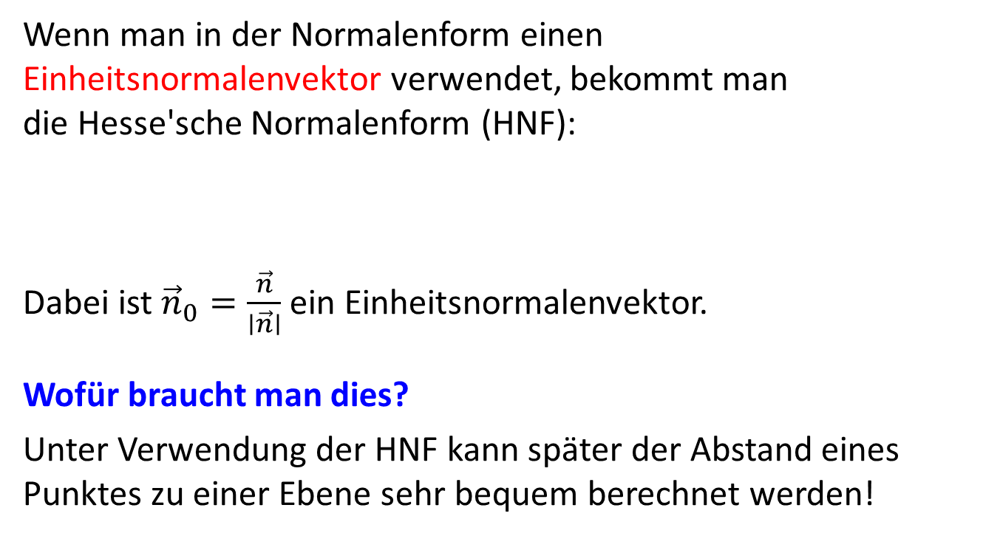 Wenn man in der Normalenform einen
Einheitsnormalenvektor verwendet, bekommt man
die Hesse'sche Normalenform (HNF):
Dabei ist $\vec{n}_0 = \frac{\vec{n}}{|\vec{n}|}$ ein Einheitsnormalenvektor.
Wofür braucht man dies?
Unter Verwendung der HNF kann später der Abstand eines
Punktes zu einer Ebene sehr bequem berechnet werden!